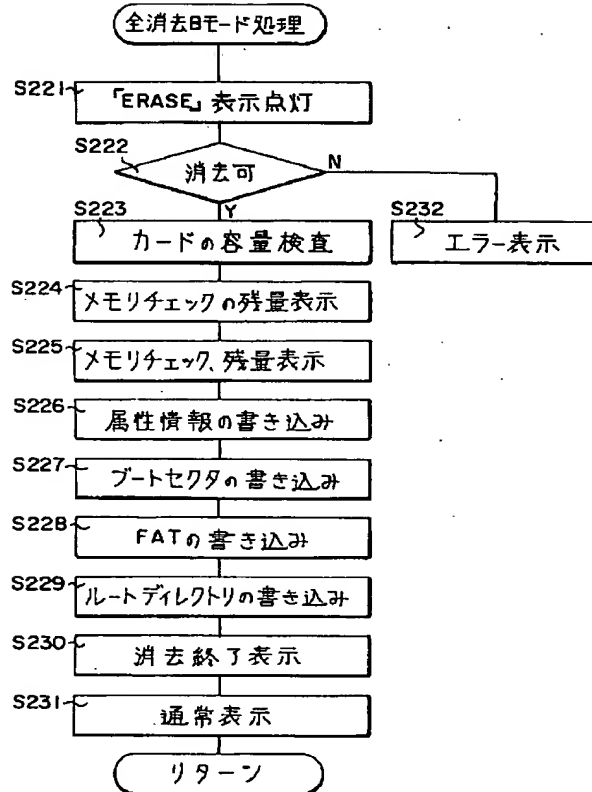 全消去Bモード処理
S221
「ERASE」表示点灯
S222
消去可
N
Y
S223
カードの容量検査
S232
エラー表示
S224
メモリチェックの残量表示
S225
メモリチェック、残量表示
S226
属性情報の書き込み
S227
ブートセクタの書き込み
S228
FATの書き込み
S229
ルートディレクトリの書き込み
S230
消去終了表示
S231
通常表示
リターン